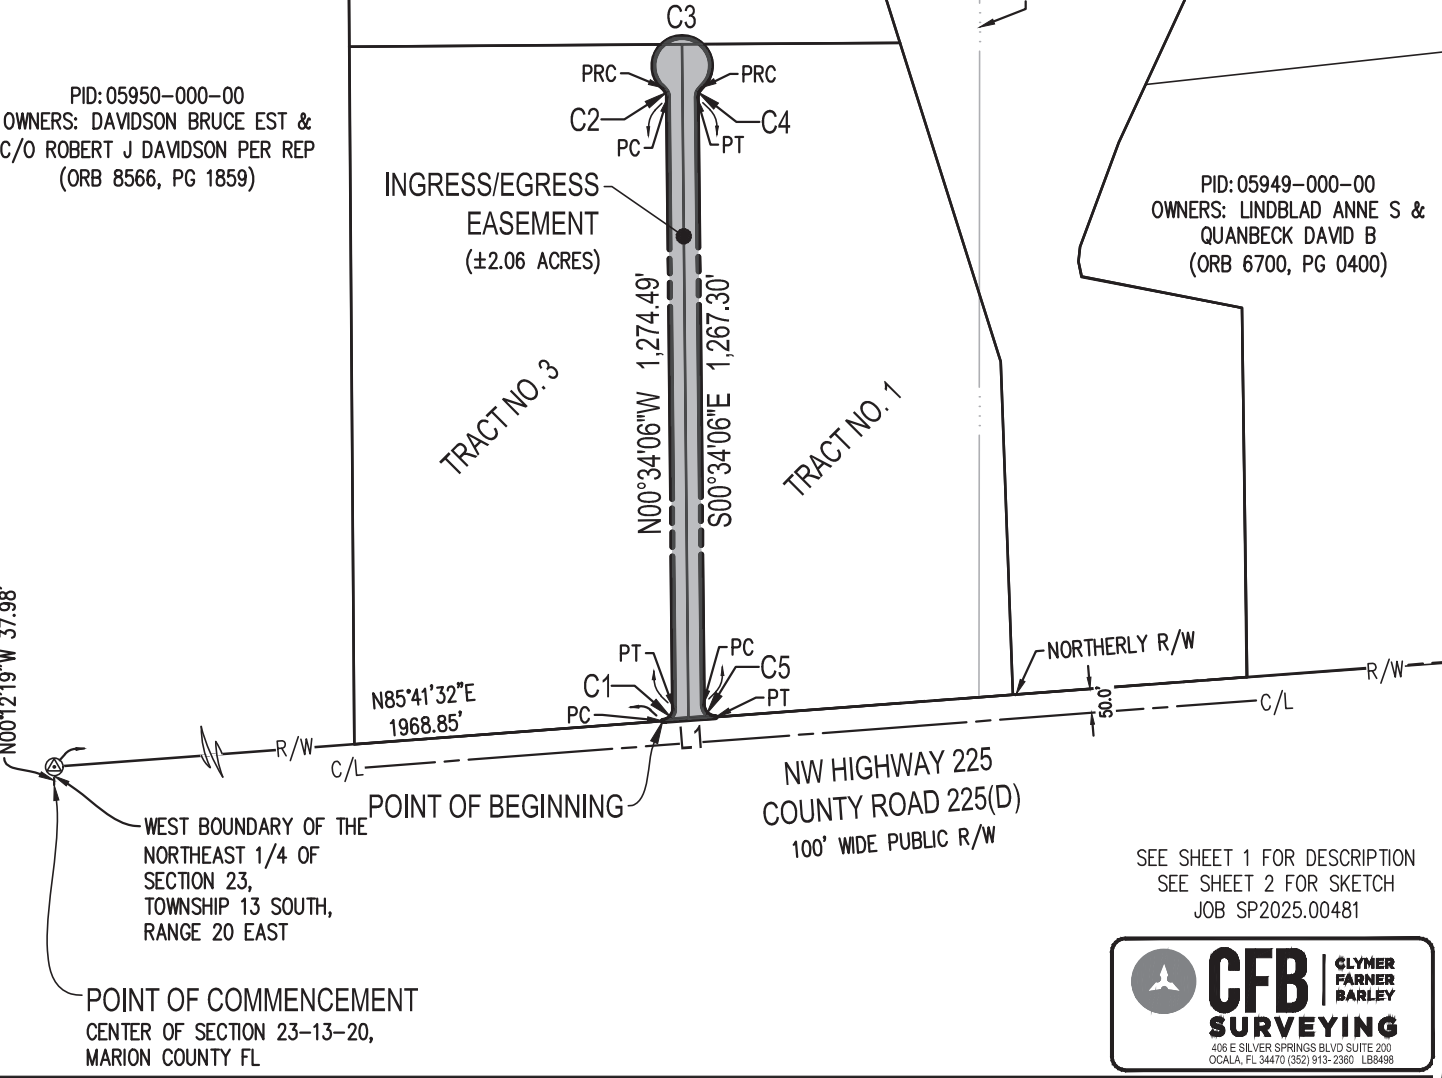 C3
PRC
PRC
C2
C4
PC
PT
PID: 05950-000-00
OWNERS: DAVIDSON BRUCE EST &
C/O ROBERT J DAVIDSON PER REP
(ORB 8566, PG 1859)
INGRESS/EGRESS
EASEMENT
(±2.06 ACRES)
PID: 05949-000-00
OWNERS: LINDBLAD ANNE S &
QUANBECK DAVID B
(ORB 6700, PG 0400)
N00°34'06"W 1,274.49'
S00°34'06"E 1,267.30'
TRACT NO. 3
TRACT NO. 1
N00°12'19"W 37.98'
PT
PC
C1
C5
PC
PT
N85°41'32"E
1968.85'
NORTHERLY R/W
R/W
R/W
C/L
C/L
50.0'
L1
POINT OF BEGINNING
NW HIGHWAY 225
COUNTY ROAD 225(D)
100' WIDE PUBLIC R/W
WEST BOUNDARY OF THE
NORTHEAST 1/4 OF
SECTION 23,
TOWNSHIP 13 SOUTH,
RANGE 20 EAST
POINT OF COMMENCEMENT
CENTER OF SECTION 23-13-20,
MARION COUNTY FL
SEE SHEET 1 FOR DESCRIPTION
SEE SHEET 2 FOR SKETCH
JOB SP2025.00481
CFB
CLYMER
FARNER
BARLEY
SURVEYING
406 E SILVER SPRINGS BLVD SUITE 200
OCALA, FL 34470 (352) 913-2360 LB8498